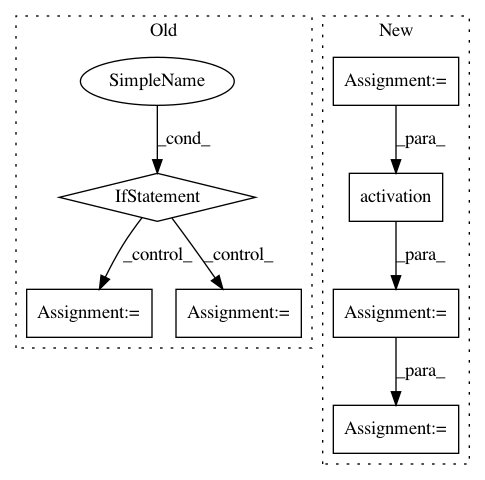 Old
New
SimpleName
Assignment:=
_cond_
_para_
IfStatement
activation
_control_
_control_
_para_
Assignment:=
Assignment:=
Assignment:=
_para_
Assignment:=